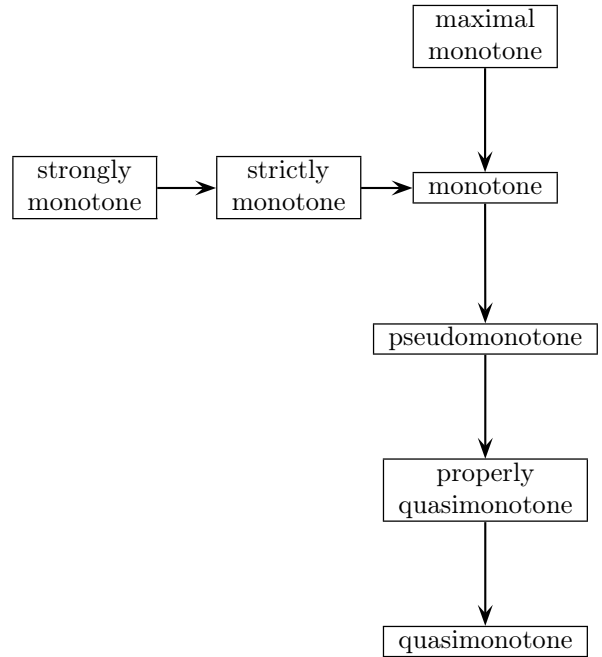 maximal
monotone
strongly
monotone
strictly
monotone
monotone
pseudomonotone
properly
quasimonotone
quasimonotone